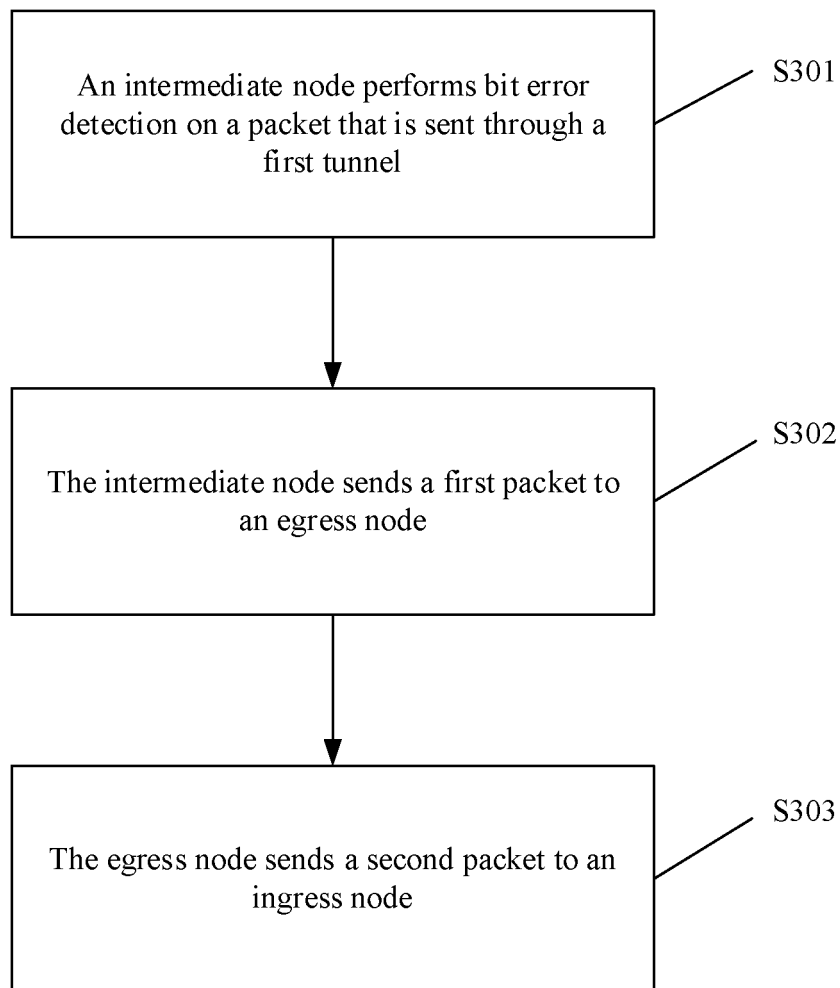 An intermediate node performs bit error
detection on a packet that is sent through a
first tunnel
S301
The intermediate node sends a first packet to
an egress node
S302
The egress node sends a second packet to an
ingress node
S303